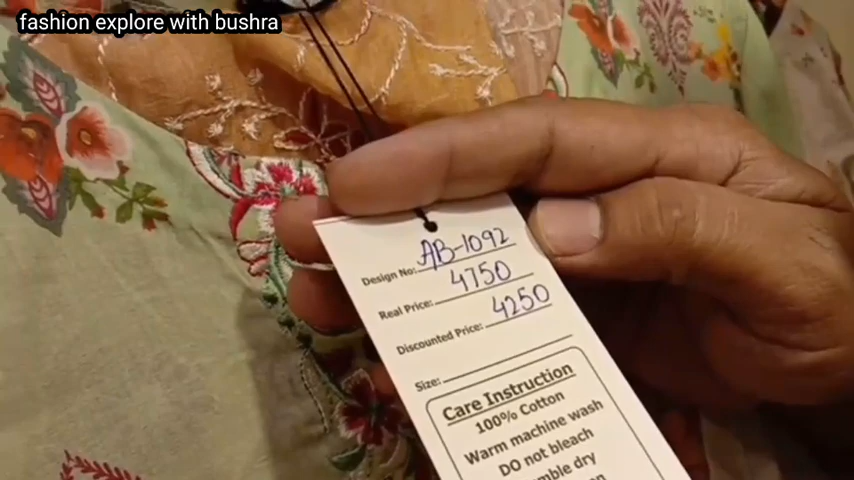 fashion explore with bushra
Design No: AB-1092
Real Price: 4750
Discounted Price: 4250
Size:
Care Instruction
100% Cotton
Warm machine wash
DO not bleach
dry